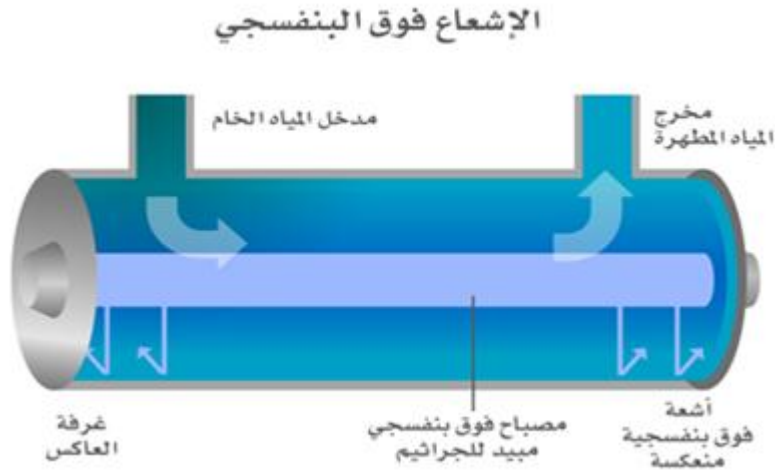 الإشعاع فوق البنفسجي
مخرج
المياه المطهرة
مدخل المياه الخام
أشعة
فوق بنفسجية
منعكسة
مصباح فوق بنفسجي
مبيد للجراثيم
غرفة
العاكس